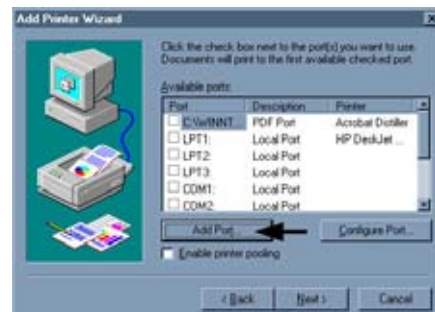 Add Printer Wizard
Click the check box next to the port(s) you want to use.
Documents will print to the first available checked port.
Available ports:
Port Description Printer
C:\WINNT... PDF Port Acrobat Distiller
LPT1: Local Port HP DeskJet ...
LPT2: Local Port
LPT3: Local Port
COM1: Local Port
COM2: Local Port
Add Port... Configure Port...
Enable printer pooling
< Back Next > Cancel